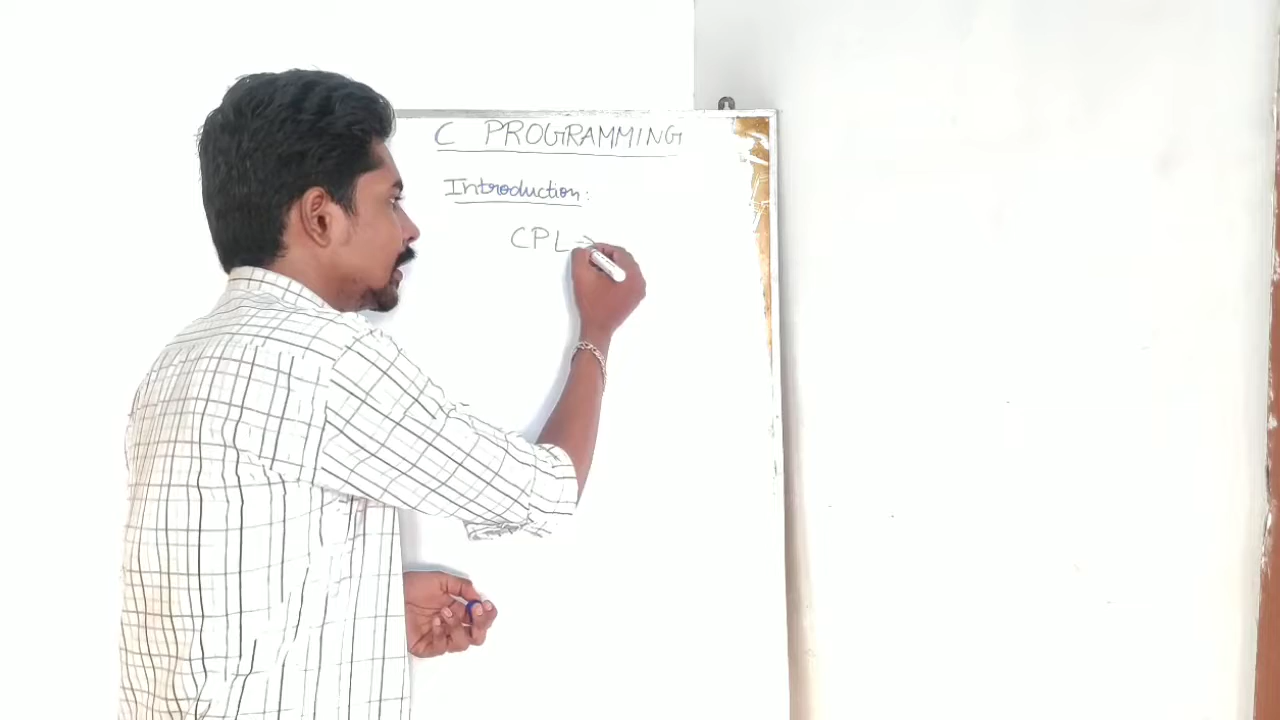 C PROGRAMMING
Introduction:
CPL →